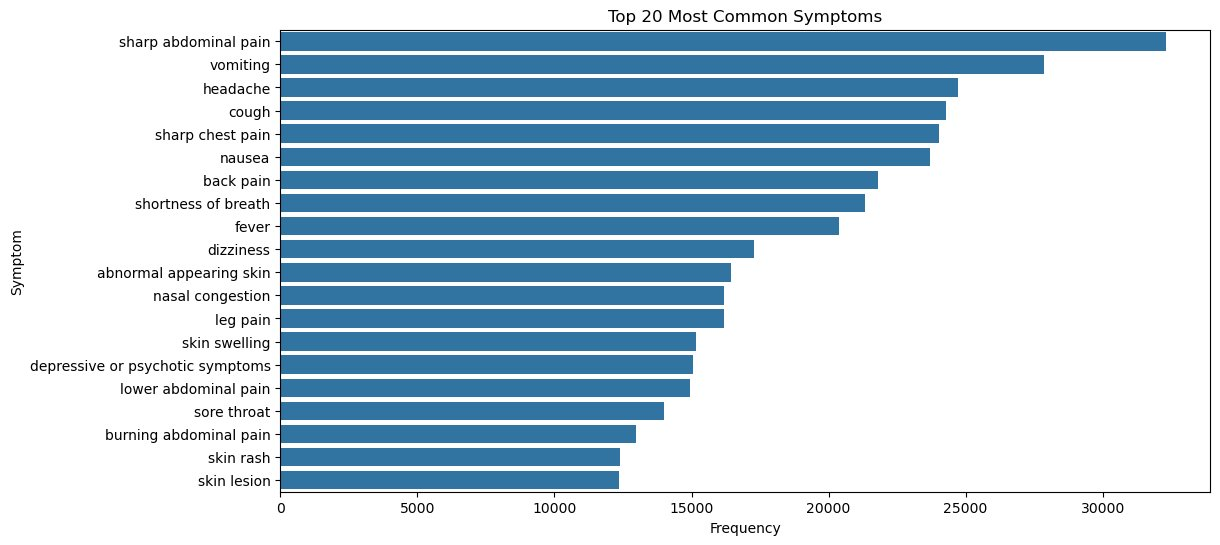 Top 20 Most Common Symptoms
Symptom
sharp abdominal pain
vomiting
headache
cough
sharp chest pain
nausea
back pain
shortness of breath
fever
dizziness
abnormal appearing skin
nasal congestion
leg pain
skin swelling
depressive or psychotic symptoms
lower abdominal pain
sore throat
burning abdominal pain
skin rash
skin lesion
0 5000 10000 15000 20000 25000 30000
Frequency